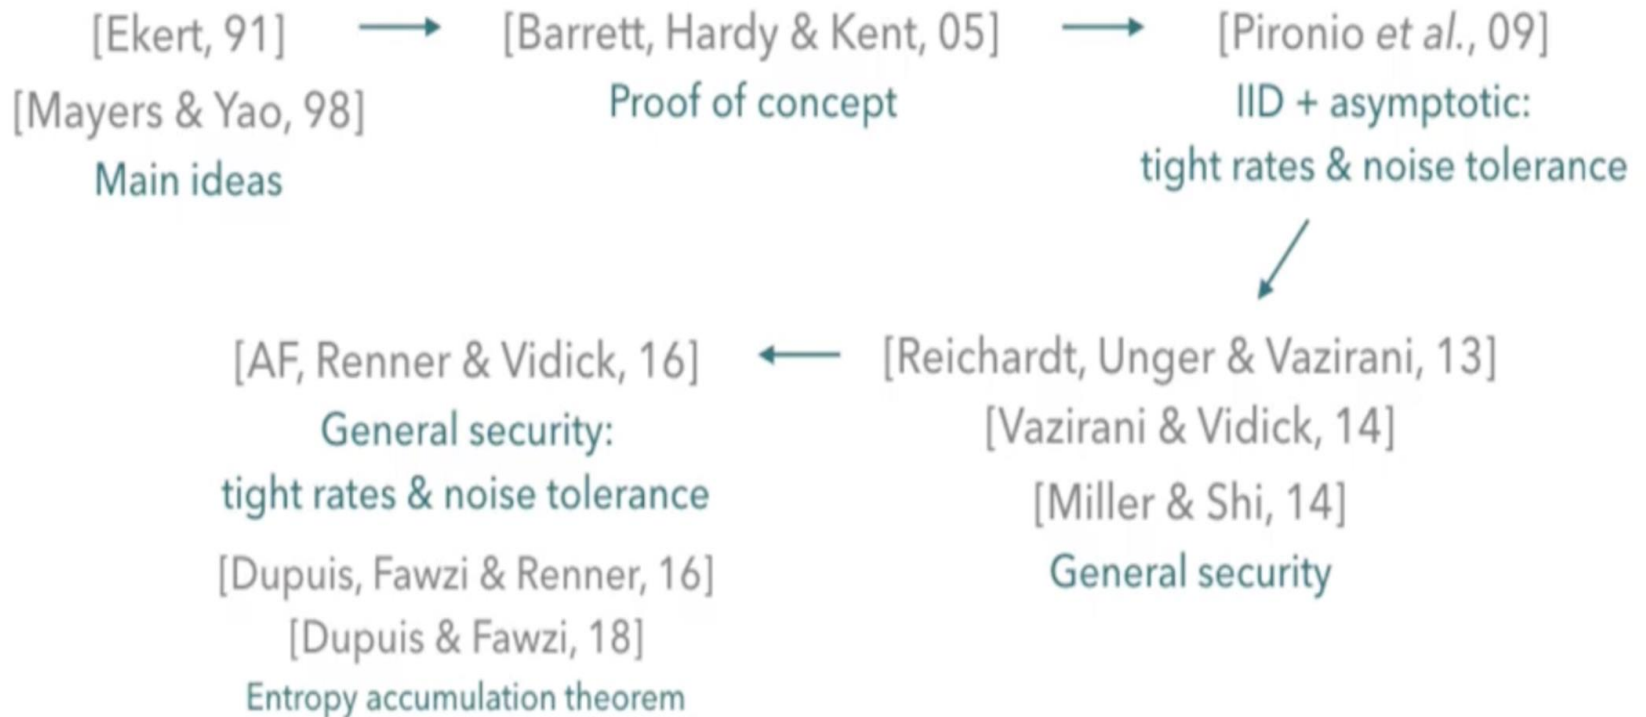 [Ekert, 91]
[Mayers & Yao, 98]
Main ideas
[Barrett, Hardy & Kent, 05]
Proof of concept
[Pironio et al., 09]
IID + asymptotic:
tight rates & noise tolerance
[Reichardt, Unger & Vazirani, 13]
[Vazirani & Vidick, 14]
[Miller & Shi, 14]
General security
[AF, Renner & Vidick, 16]
General security:
tight rates & noise tolerance
[Dupuis, Fawzi & Renner, 16]
[Dupuis & Fawzi, 18]
Entropy accumulation theorem